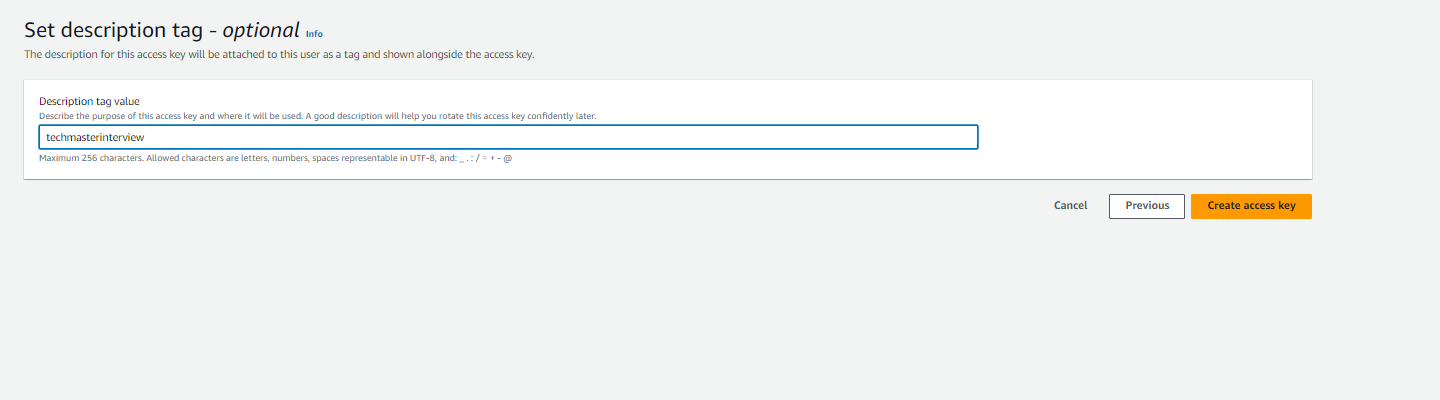 Set description tag - optional Info
The description for this access key will be attached to this user as a tag and shown alongside the access key.
Description tag value
Describe the purpose of this access key and where it will be used. A good description will help you rotate this access key confidently later.
techmasterinterview
Maximum 256 characters. Allowed characters are letters, numbers, spaces representable in UTF-8, and: _ . : / = + - @
Cancel Previous Create access key